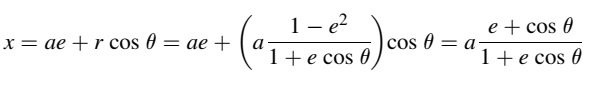 x = ae + r cos θ = ae + (a (1 − e²)/(1 + e cos θ)) cos θ = a (e + cos θ)/(1 + e cos θ)